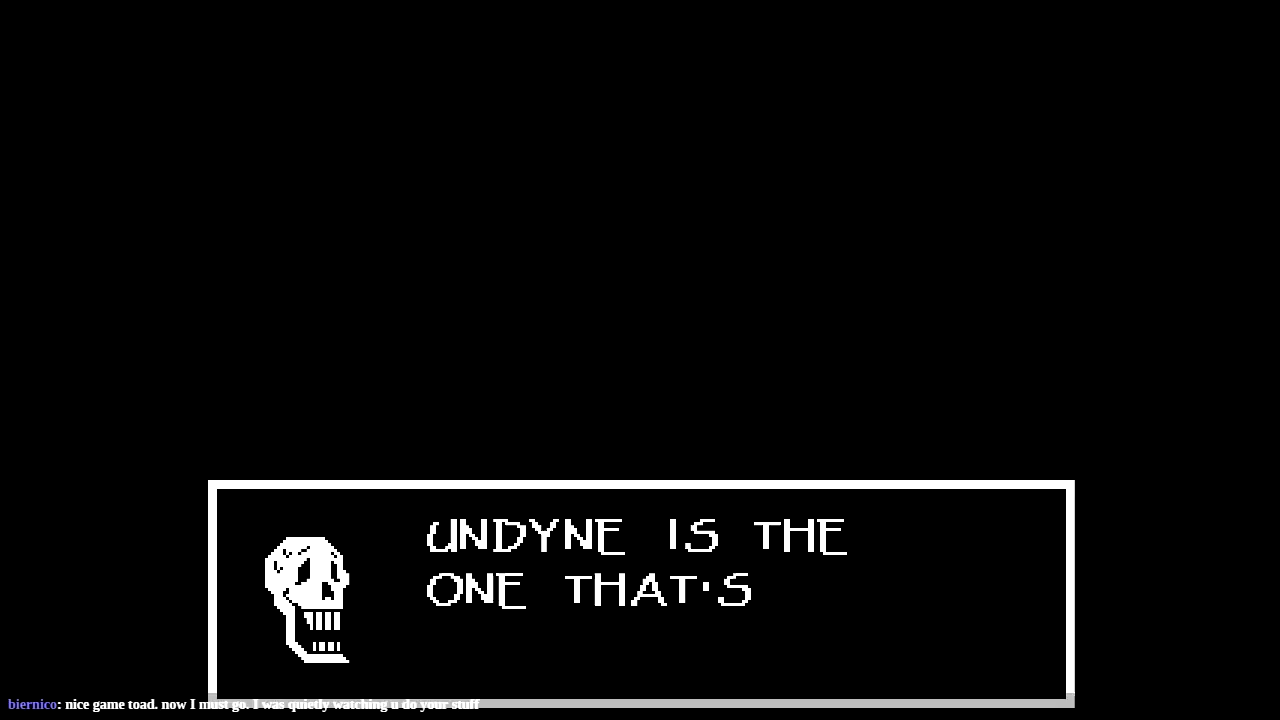 UNDYNE IS THE
ONE THAT'S
biernico: nice game toad. now I must go. I was quietly watching u do your stuff